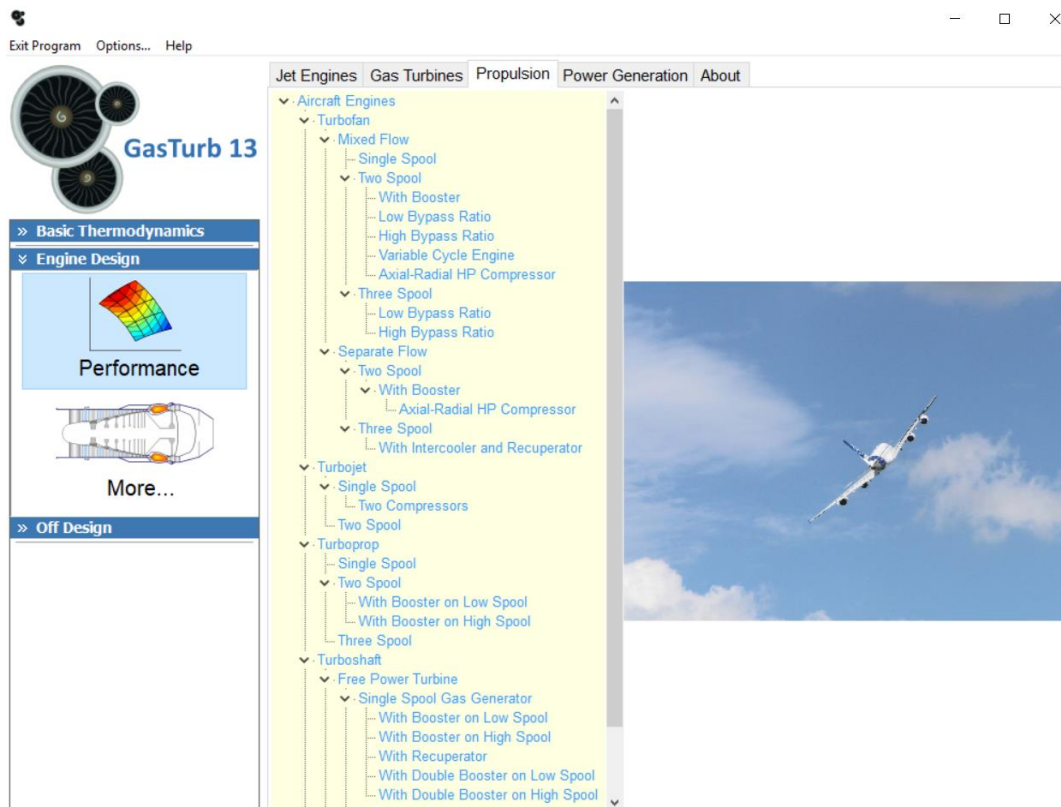 Exit Program Options... Help
GasTurb 13
» Basic Thermodynamics
Engine Design
Performance
More...
» Off Design
Jet Engines Gas Turbines Propulsion Power Generation About
Aircraft Engines
Turbofan
Mixed Flow
Single Spool
Two Spool
With Booster
Low Bypass Ratio
High Bypass Ratio
Variable Cycle Engine
Axial-Radial HP Compressor
Three Spool
Low Bypass Ratio
High Bypass Ratio
Separate Flow
Two Spool
With Booster
Axial-Radial HP Compressor
Three Spool
With Intercooler and Recuperator
Turbojet
Single Spool
Two Compressors
Two Spool
Turboprop
Single Spool
Two Spool
With Booster on Low Spool
With Booster on High Spool
Three Spool
Turboshaft
Free Power Turbine
Single Spool Gas Generator
With Booster on Low Spool
With Booster on High Spool
With Recuperator
With Double Booster on Low Spool
With Double Booster on High Spool